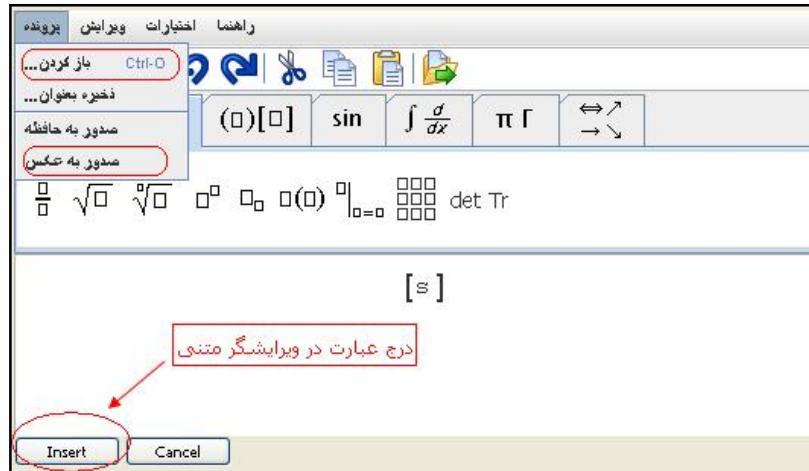 پرونده ویرایش اختیارات راهنما
باز کردن... Ctrl-O
ذخیره بعنوان...
صدور به حافظه
صدور به عکس
(□)[□] sin ∫ d/dx π Γ ⇔↗→↘
□/□ √□ □√□ □□ □□ □(□) □|□=□ det Tr
[s]
درج عبارت در ویرایشگر متنی
Insert Cancel